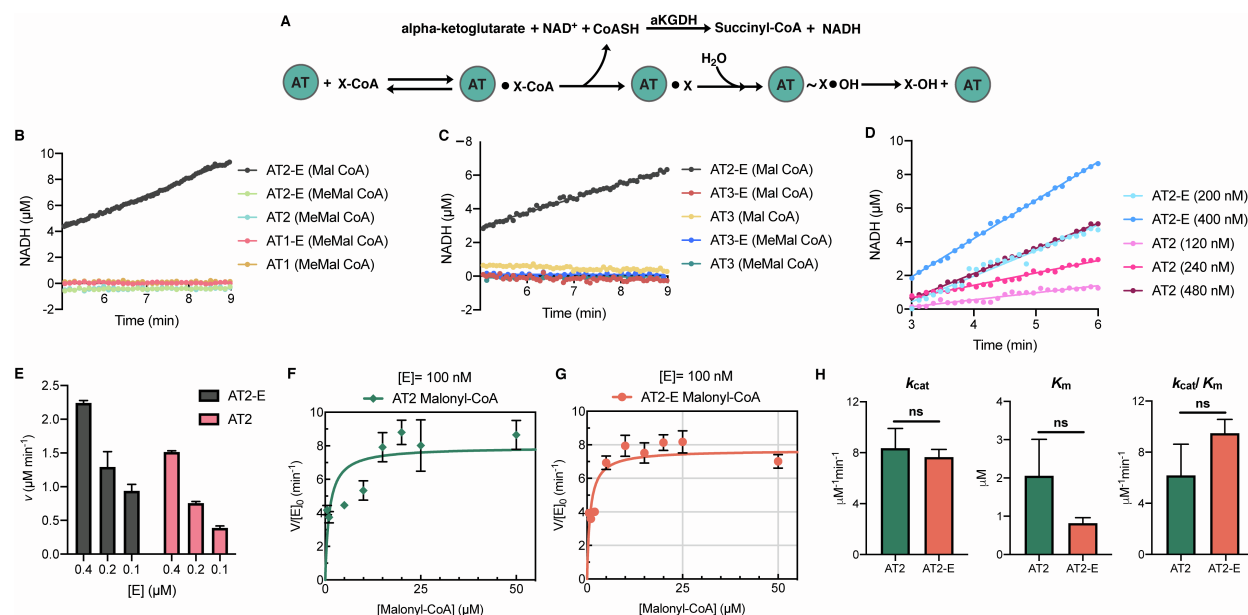 A
alpha-ketoglutarate + NAD+ + CoASH aKGDH Succinyl-CoA + NADH
H2O
AT + X-CoA AT • X-CoA AT • X AT ~ X•OH X-OH + AT
B
NADH (μM)
10
8
6
4
2
0
-2
6 7 8 9
Time (min)
AT2-E (Mal CoA)
AT2-E (MeMal CoA)
AT2 (MeMal CoA)
AT1-E (MeMal CoA)
AT1 (MeMal CoA)
C
NADH (μM)
-8
6
4
2
0
-2
6 7 8 9
Time (min)
AT2-E (Mal CoA)
AT3-E (Mal CoA)
AT3 (Mal CoA)
AT3-E (MeMal CoA)
AT3 (MeMal CoA)
D
NADH (μM)
10
8
6
4
2
0
3 4 5 6
Time (min)
AT2-E (200 nM)
AT2-E (400 nM)
AT2 (120 nM)
AT2 (240 nM)
AT2 (480 nM)
E
v (μM min-1)
2.5
2.0
1.5
1.0
0.5
0.0
0.4 0.2 0.1 0.4 0.2 0.1
[E] (μM)
AT2-E
AT2
F
[E]= 100 nM
AT2 Malonyl-CoA
V/[E]0 (min-1)
10
8
6
4
2
0
0 25 50
[Malonyl-CoA] (μM)
G
[E]= 100 nM
AT2-E Malonyl-CoA
V/[E]0 (min-1)
10
8
6
4
2
0
0 25 50
[Malonyl-CoA] (μM)
H
kcat
ns
μM-1min-1
12
8
4
0
AT2 AT2-E
Km
ns
μM
4
3
2
1
0
AT2 AT2-E
kcat/ Km
ns
μM-1min-1
12
8
4
0
AT2 AT2-E